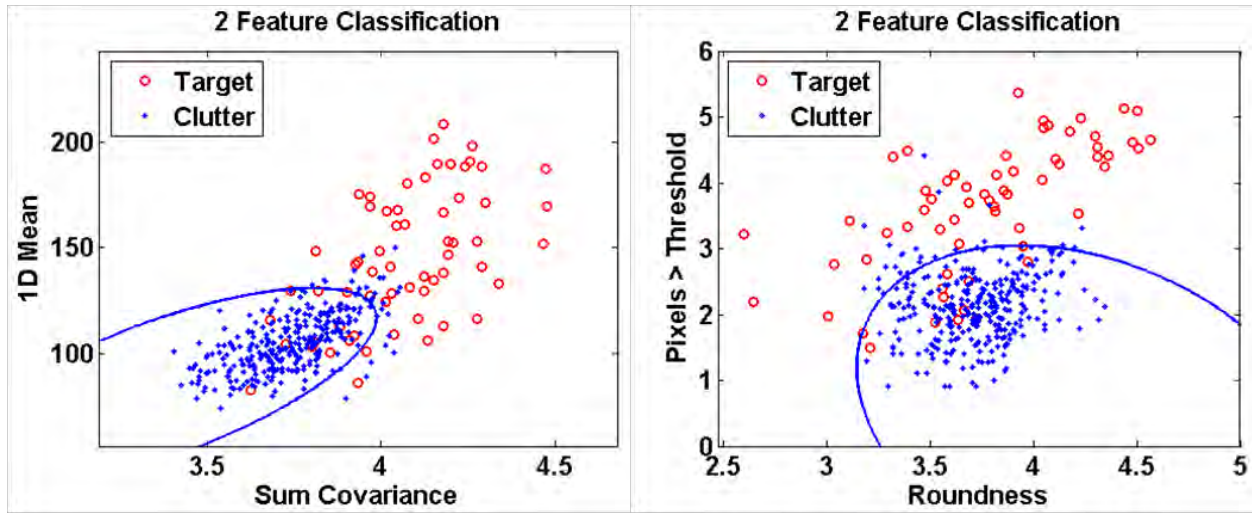 2 Feature Classification
Target
Clutter
200
150
100
1D Mean
3.5 4 4.5
Sum Covariance
2 Feature Classification
Target
Clutter
6
5
4
3
2
1
0
Pixels > Threshold
2.5 3 3.5 4 4.5 5
Roundness